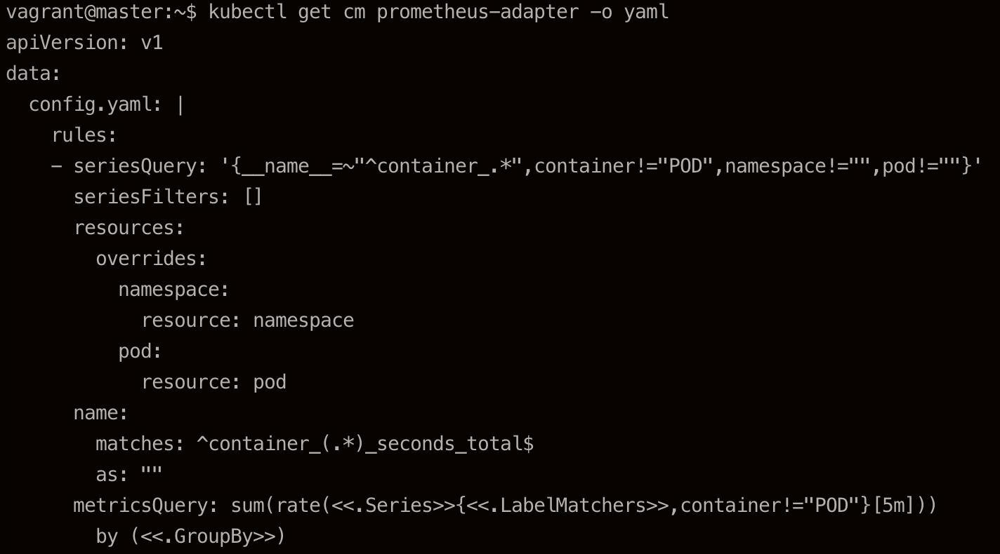 vagrant@master:~$ kubectl get cm prometheus-adapter -o yaml
apiVersion: v1
data:
  config.yaml: |
    rules:
    - seriesQuery: '{__name__=~"^container_.*",container!="POD",namespace!="",pod!=""}'
      seriesFilters: []
      resources:
        overrides:
          namespace:
            resource: namespace
          pod:
            resource: pod
      name:
        matches: ^container_(.*)_seconds_total$
        as: ""
      metricsQuery: sum(rate(<<.Series>>{<<.LabelMatchers>>,container!="POD"}[5m]))
        by (<<.GroupBy>>)